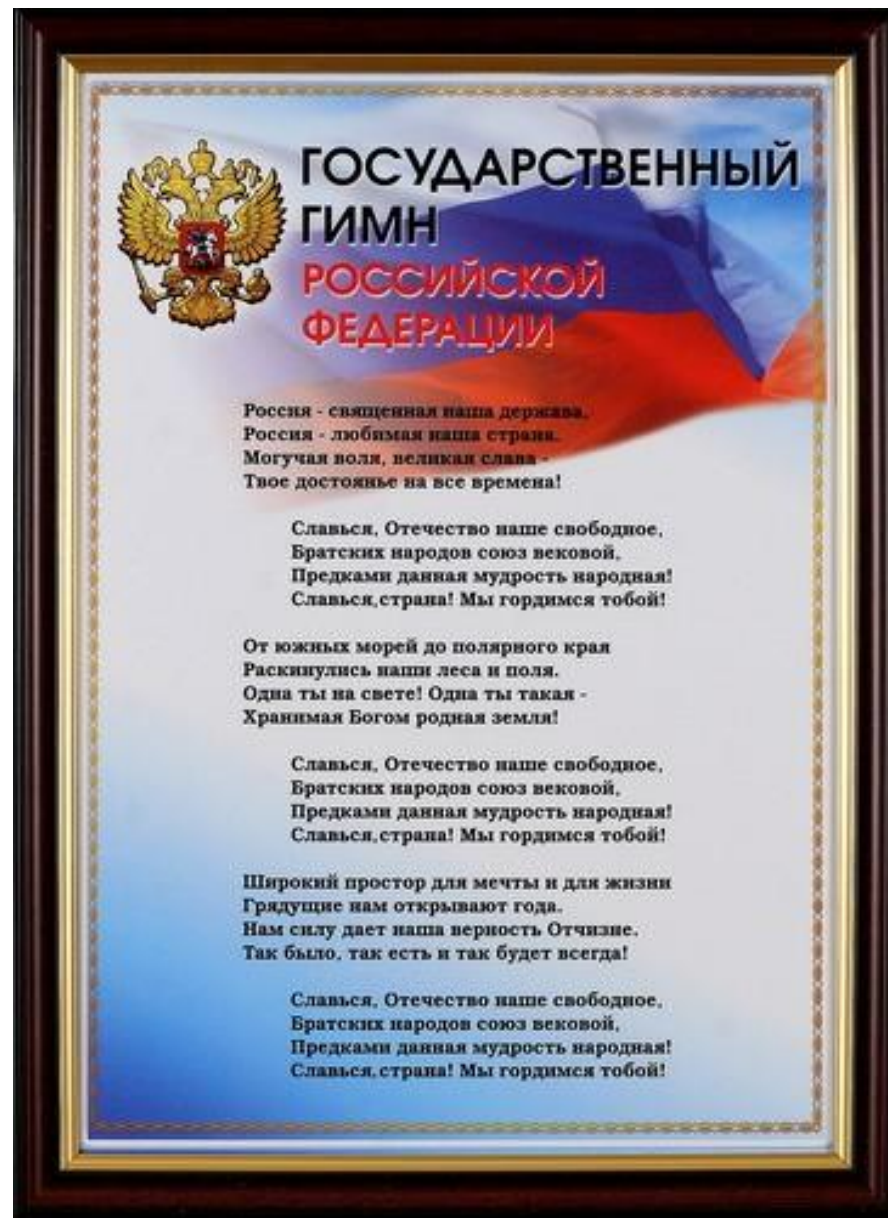 ГОСУДАРСТВЕННЫЙ
ГИМН
РОССИЙСКОЙ
ФЕДЕРАЦИИ
Россия - священная наша держава,
Россия - любимая наша страна.
Могучая воля, великая слава -
Твое достоянье на все времена!
Славься, Отечество наше свободное,
Братских народов союз вековой,
Предками данная мудрость народная!
Славься,страна! Мы гордимся тобой!
От южных морей до полярного края
Раскинулись наши леса и поля.
Одна ты на свете! Одна ты такая -
Хранимая Богом родная земля!
Славься, Отечество наше свободное,
Братских народов союз вековой,
Предками данная мудрость народная!
Славься,страна! Мы гордимся тобой!
Широкий простор для мечты и для жизни
Грядущие нам открывают года.
Нам силу дает наша верность Отчизне.
Так было, так есть и так будет всегда!
Славься, Отечество наше свободное,
Братских народов союз вековой,
Предками данная мудрость народная!
Славься,страна! Мы гордимся тобой!